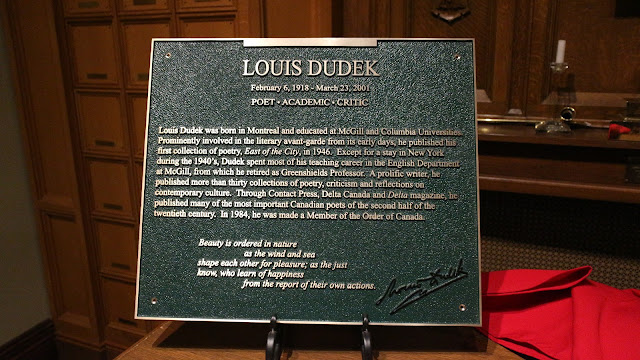 LOUIS DUDEK
February 6, 1918 - March 23, 2001
POET • ACADEMIC • CRITIC
Louis Dudek was born in Montreal and educated at McGill and Columbia Universities.
Prominently involved in the literary avant-garde from its early days, he published his
first collection of poetry, East of the City, in 1946. Except for a stay in New York
during the 1940's, Dudek spent most of his teaching career in the English Department
at McGill, from which he retired as Greenshields Professor. A prolific writer, he
published more than thirty collections of poetry, criticism and reflections on
contemporary culture. Through Contact Press, Delta Canada and Delta magazine, he
published many of the most important Canadian poets of the second half of the
twentieth century. In 1984, he was made a Member of the Order of Canada.
Beauty is ordered in nature
as the wind and sea
shape each other for pleasure; as the just
know, who learn of happiness
from the report of their own actions.
Louis Dudek